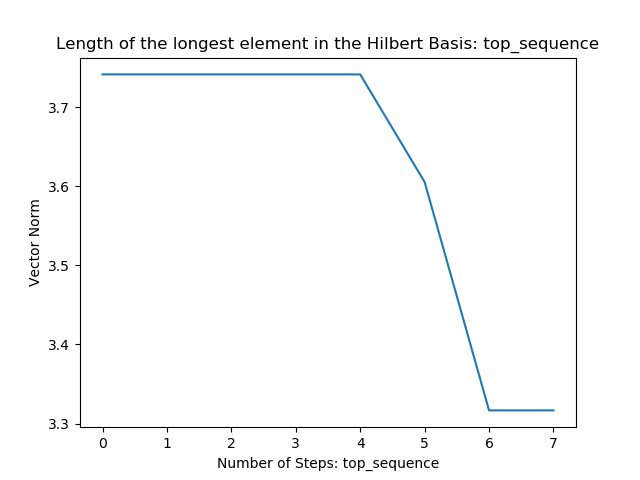 Length of the longest element in the Hilbert Basis: top_sequence
3.7
3.6
3.5
3.4
3.3
Vector Norm
0 1 2 3 4 5 6 7
Number of Steps: top_sequence